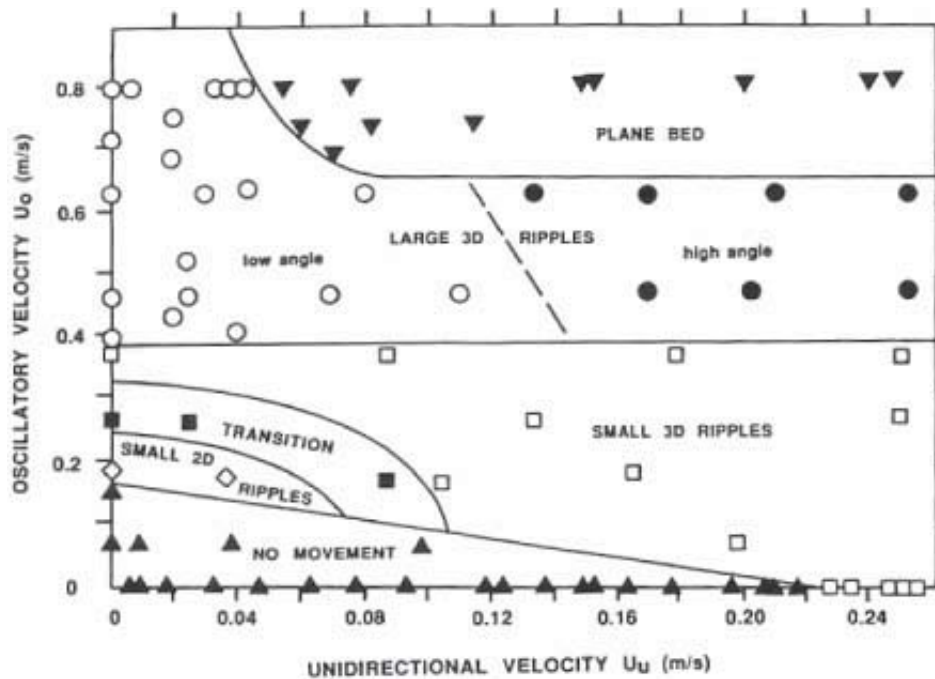 OSCILLATORY VELOCITY Uo (m/s)
0.8
0.6
0.4
0.2
0
PLANE BED
LARGE 3D RIPPLES
low angle
high angle
TRANSITION
SMALL 3D RIPPLES
SMALL 2D
RIPPLES
NO MOVEMENT
0 0.04 0.08 0.12 0.16 0.20 0.24
UNIDIRECTIONAL VELOCITY Uu (m/s)